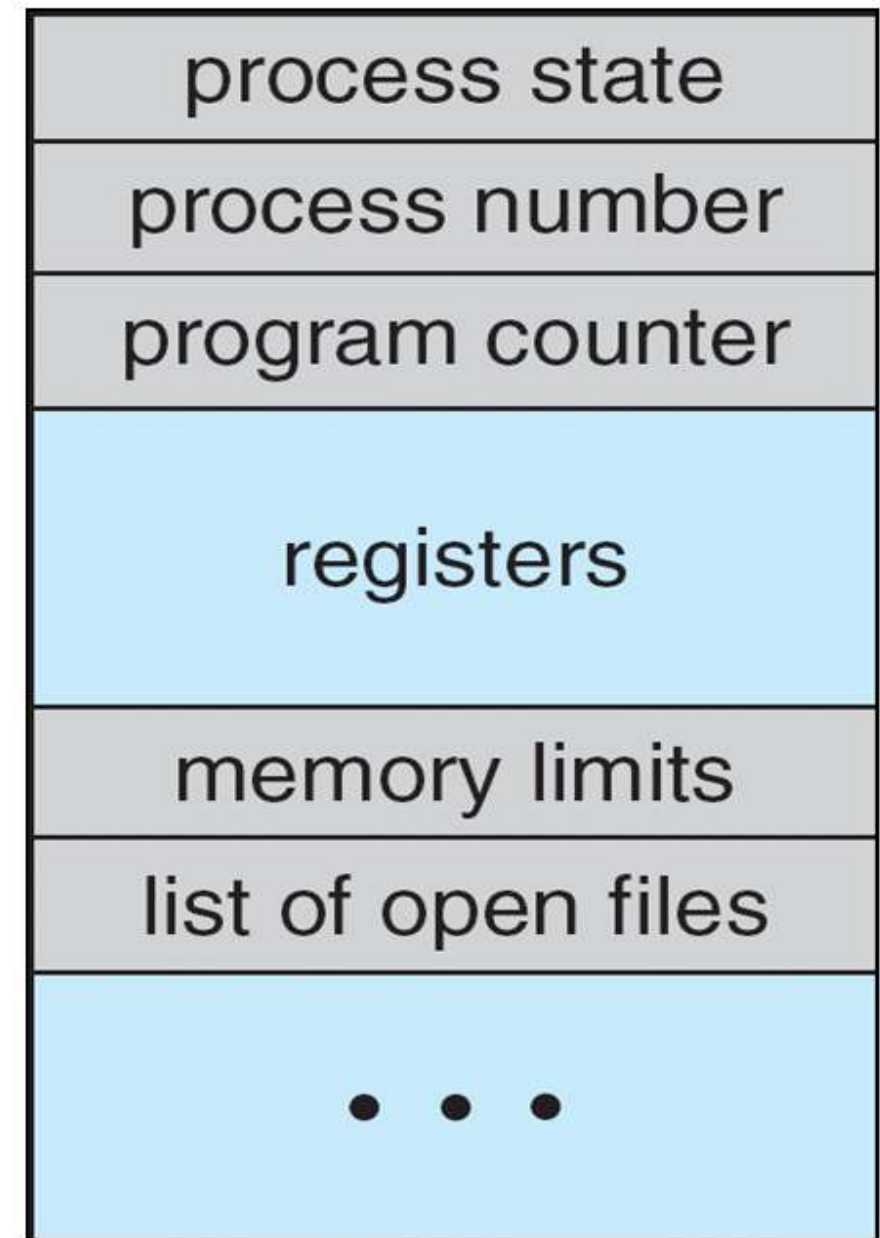 process state
process number
program counter
registers
memory limits
list of open files
• • •